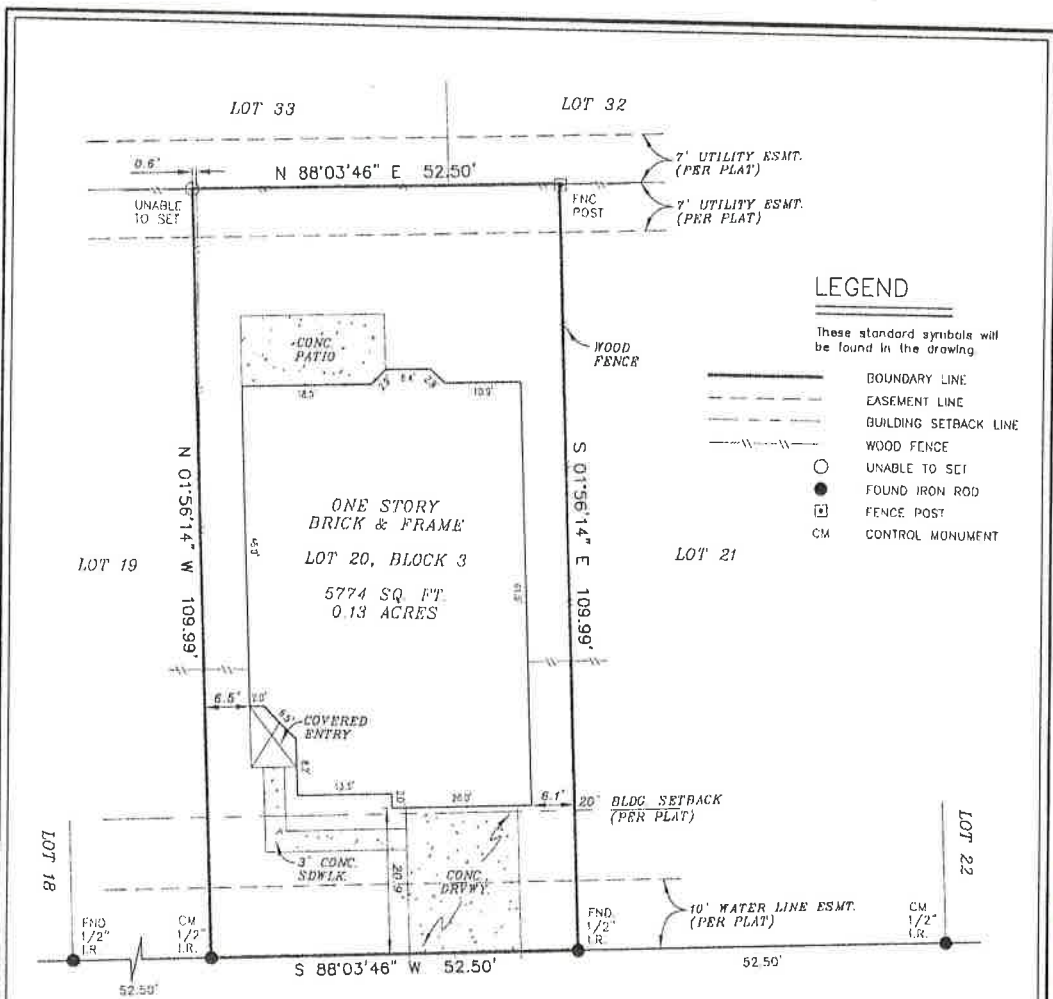 LOT 33
LOT 32
0.6'
N 88°03'46" E 52.50'
7' UTILITY ESMT.
(PER PLAT)
UNABLE
TO SET
FNC
POST
7' UTILITY ESMT.
(PER PLAT)
LEGEND
These standard symbols will
be found in the drawing.
BOUNDARY LINE
EASEMENT LINE
BUILDING SETBACK LINE
WOOD FENCE
UNABLE TO SET
FOUND IRON ROD
FENCE POST
CM CONTROL MONUMENT
CONC.
PATIO
WOOD
FENCE
10.9'
N 01°56'14" W 109.99'
S 01°56'14" E 109.99'
ONE STORY
BRICK & FRAME
LOT 20, BLOCK 3
5774 SQ. FT.
0.13 ACRES
LOT 19
LOT 21
6.5'
2.0'
COVERED
ENTRY
13.5'
6.1'
20' BLDG. SETBACK
(PER PLAT)
LOT 18
LOT 22
3' CONC.
SDWLK.
20.9'
CONC.
DRVWY.
10' WATER LINE ESMT.
(PER PLAT)
FND.
1/2"
I.R.
CM
1/2"
I.R.
FND.
1/2"
I.R.
CM
1/2"
I.R.
52.50'
S 88°03'46" W 52.50'
52.50'